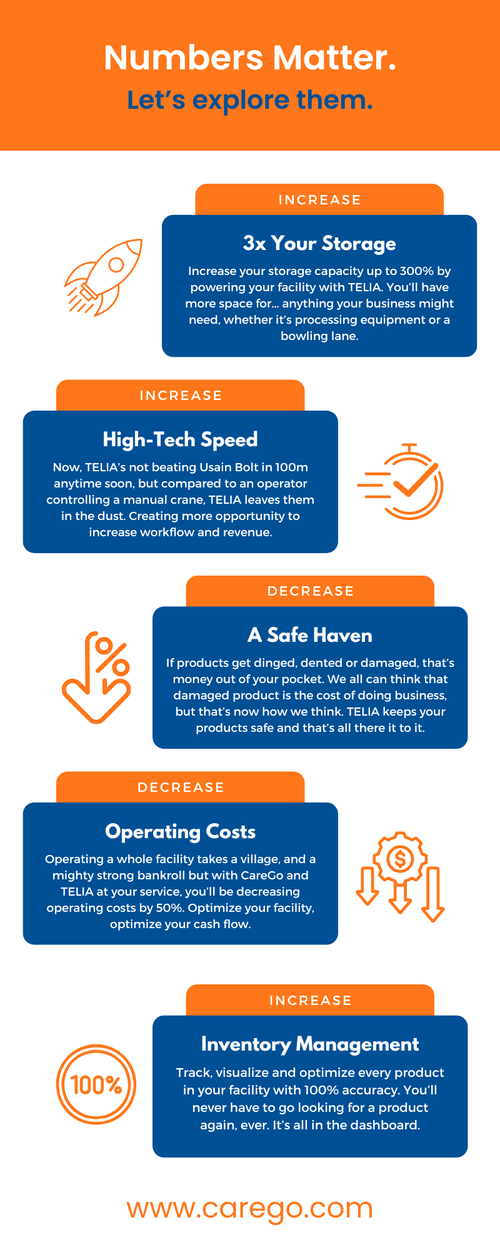 Numbers Matter.
Let's explore them.
INCREASE
3x Your Storage
Increase your storage capacity up to 300% by
powering your facility with TELIA. You'll have
more space for... anything your business might
need, whether it's processing equipment or a
bowling lane.
INCREASE
High-Tech Speed
Now, TELIA's not beating Usain Bolt in 100m
anytime soon, but compared to an operator
controlling a manual crane, TELIA leaves them
in the dust. Creating more opportunity to
increase workflow and revenue.
DECREASE
%
A Safe Haven
If products get dinged, dented or damaged, that's
money out of your pocket. We all can think that
damaged product is the cost of doing business,
but that's now how we think. TELIA keeps your
products safe and that's all there it to it.
DECREASE
Operating Costs
Operating a whole facility takes a village, and a
mighty strong bankroll but with CareGo and
TELIA at your service, you'll be decreasing
operating costs by 50%. Optimize your facility,
optimize your cash flow.
$
INCREASE
100%
Inventory Management
Track, visualize and optimize every product
in your facility with 100% accuracy. You'll
never have to go looking for a product
again, ever. It's all in the dashboard.
www.carego.com